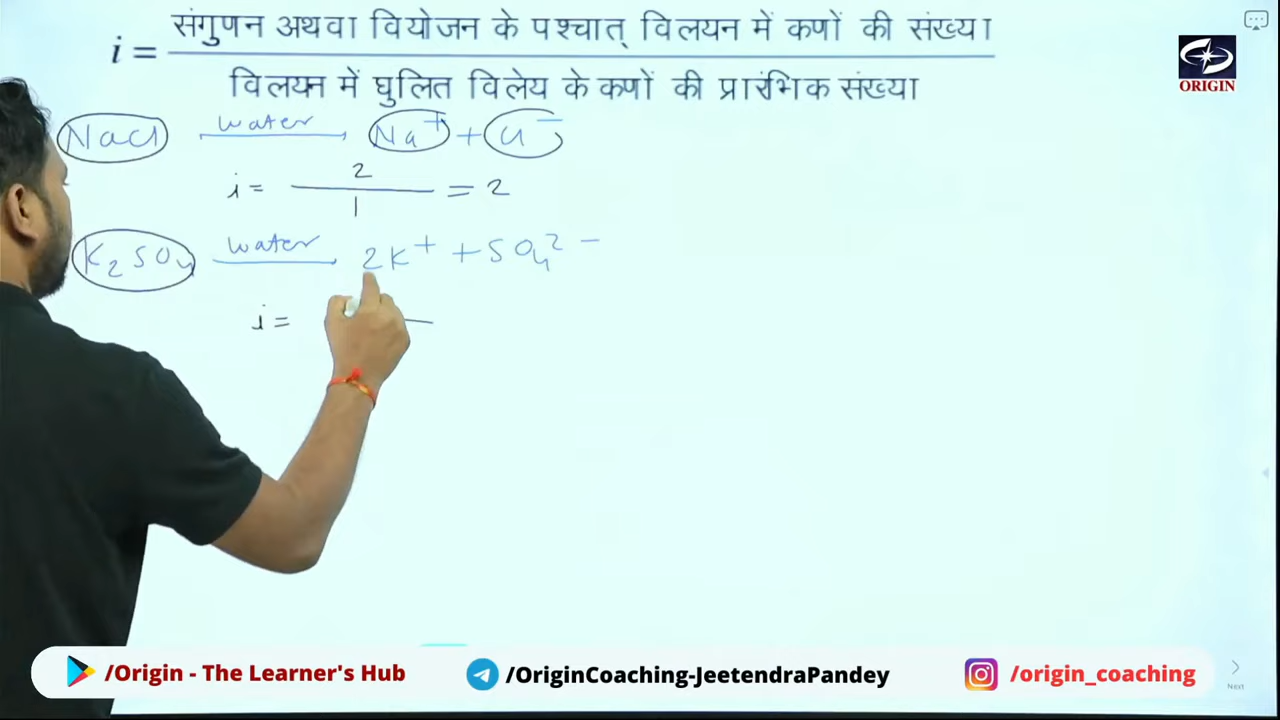 संगुणन अथवा वियोजन के पश्चात् विलयन में कणों की संख्या
i =
विलयन में घुलित विलेय के कणों की प्रारंभिक संख्या
ORIGIN
NaCl water Na⁺ + Cl⁻
i = 2/1 = 2
K₂SO₄ water 2K⁺ + SO₄²⁻
i =
/Origin - The Learner's Hub
/OriginCoaching-JeetendraPandey
/origin_coaching
Next